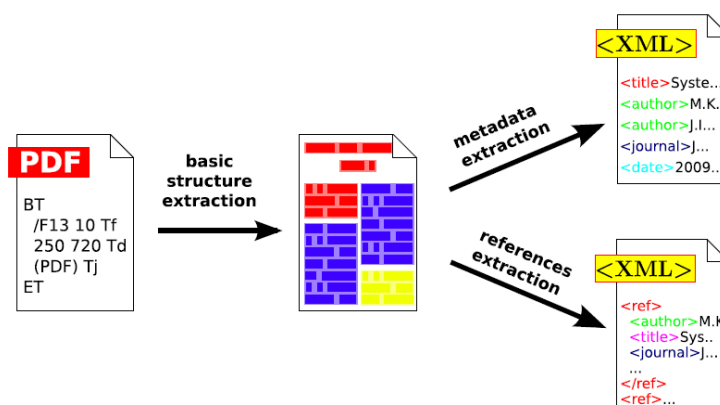 PDF
BT
/F13 10 Tf
250 720 Td
(PDF) Tj
ET
basic
structure
extraction
metadata
extraction
references
extraction
<XML>
<title>Syste...
<author>M.K.
<author>J.I...
<journal>J...
<date>2009...
<XML>
<ref>
<author>M.K
<title>Sys..
<journal>J...
...
</ref>
<ref>...